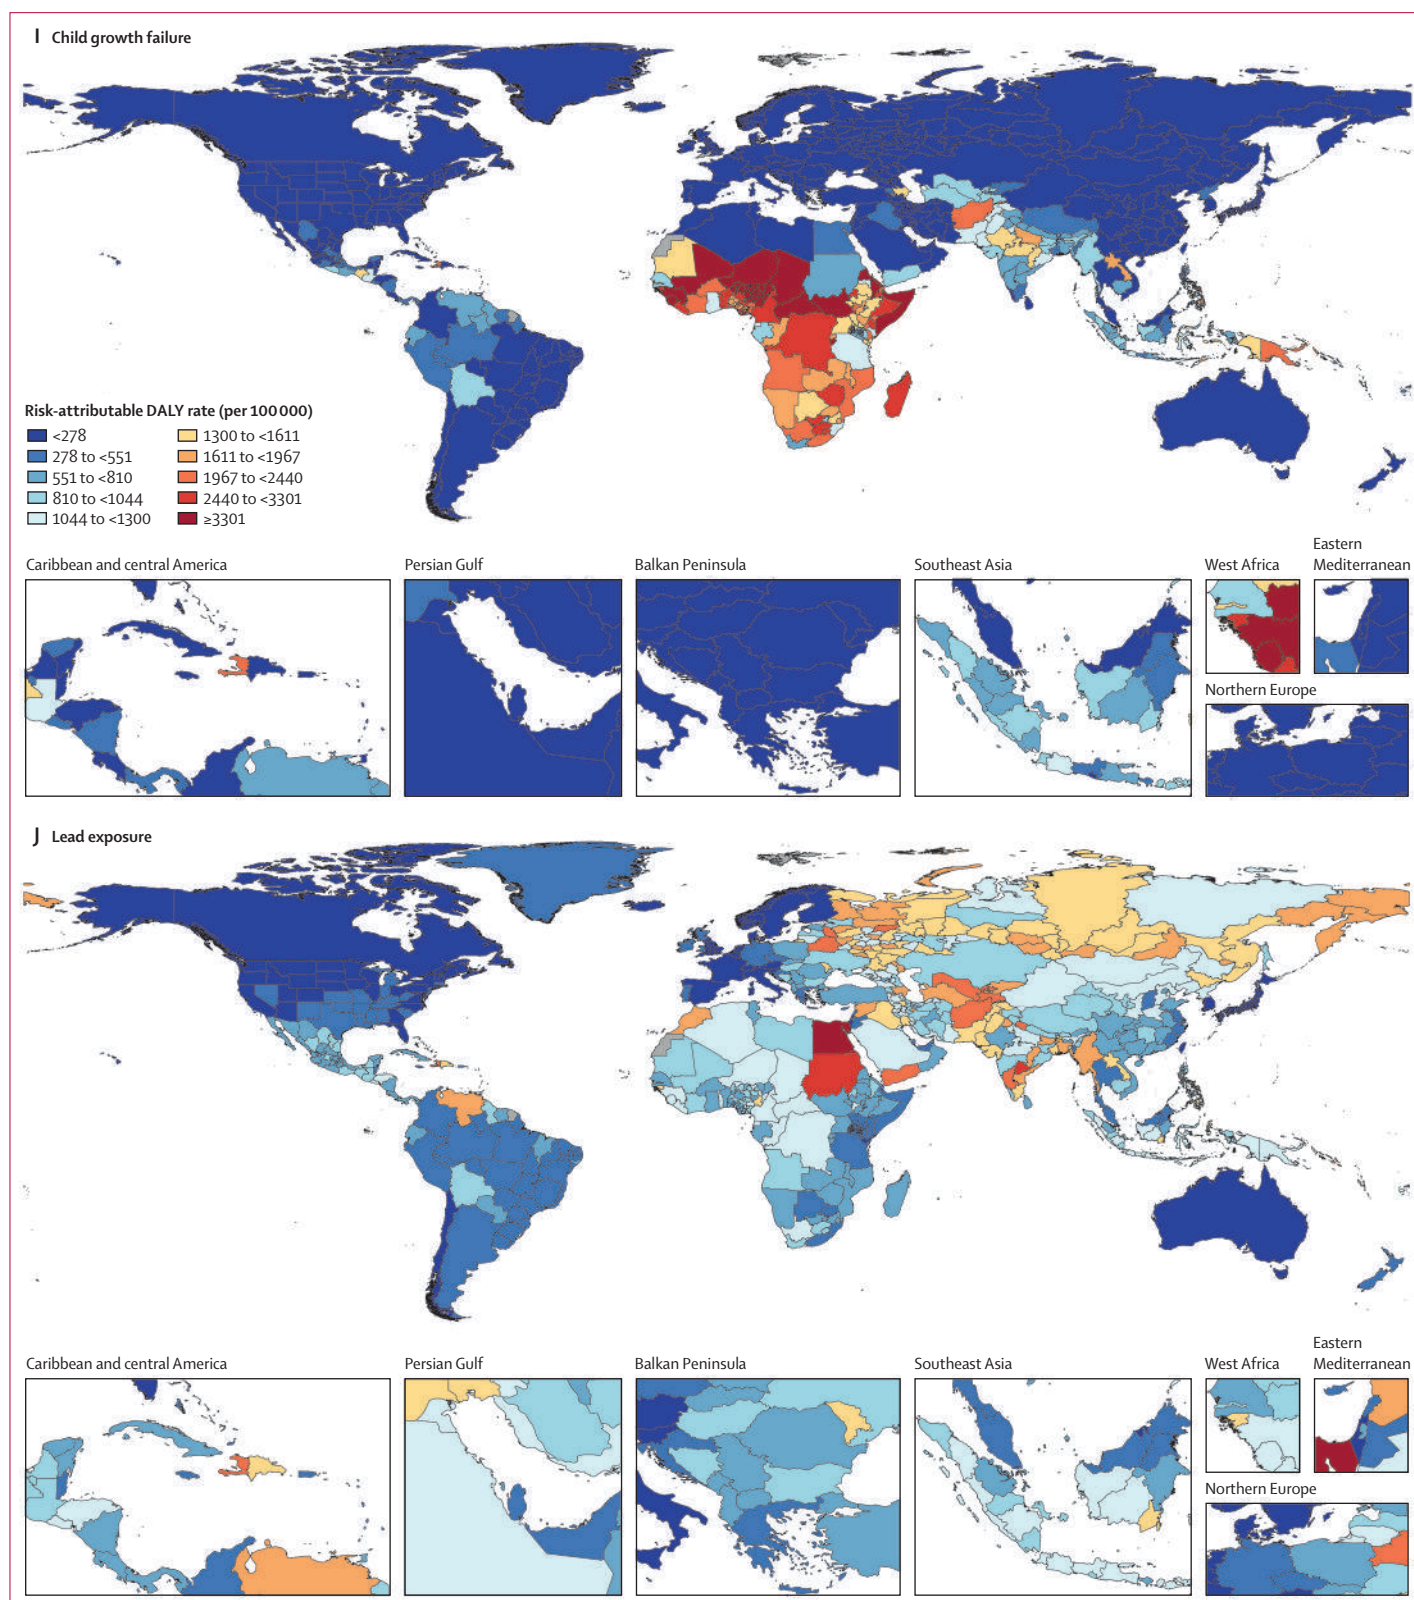 I Child growth failure
Risk-attributable DALY rate (per 100 000)
<278
278 to <551
551 to <810
810 to <1044
1044 to <1300
1300 to <1611
1611 to <1967
1967 to <2440
2440 to <3301
≥3301
Caribbean and central America
Persian Gulf
Balkan Peninsula
Southeast Asia
West Africa
Eastern
Mediterranean
Northern Europe
J Lead exposure
Caribbean and central America
Persian Gulf
Balkan Peninsula
Southeast Asia
West Africa
Eastern
Mediterranean
Northern Europe